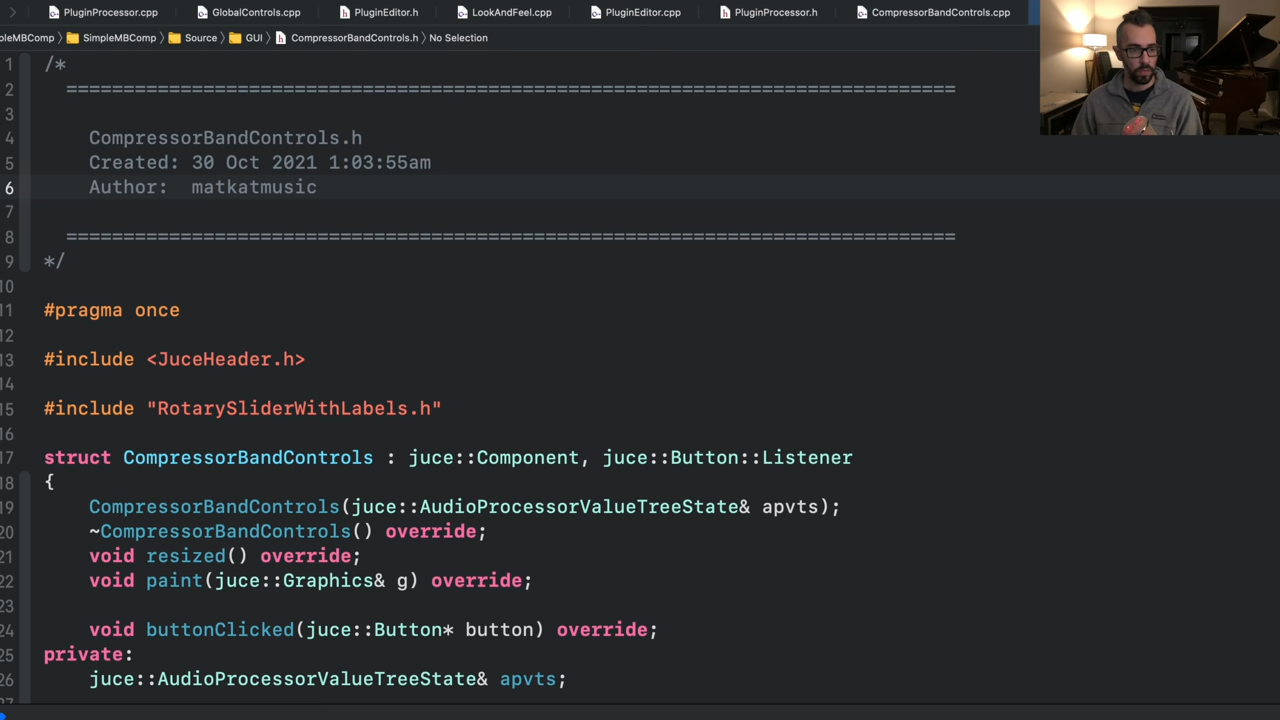 PluginProcessor.cpp GlobalControls.cpp PluginEditor.h LookAndFeel.cpp PluginEditor.cpp PluginProcessor.h CompressorBandControls.cpp
leMBComp SimpleMBComp Source GUI CompressorBandControls.h No Selection
1 /*
2 ==============================================================================
3
4 CompressorBandControls.h
5 Created: 30 Oct 2021 1:03:55am
6 Author:  matkatmusic
7
8 ==============================================================================
9 */
10
11 #pragma once
12
13 #include <JuceHeader.h>
14
15 #include "RotarySliderWithLabels.h"
16
17 struct CompressorBandControls : juce::Component, juce::Button::Listener
18 {
19 CompressorBandControls(juce::AudioProcessorValueTreeState& apvts);
20 ~CompressorBandControls() override;
21 void resized() override;
22 void paint(juce::Graphics& g) override;
23
24 void buttonClicked(juce::Button* button) override;
25 private:
26 juce::AudioProcessorValueTreeState& apvts;